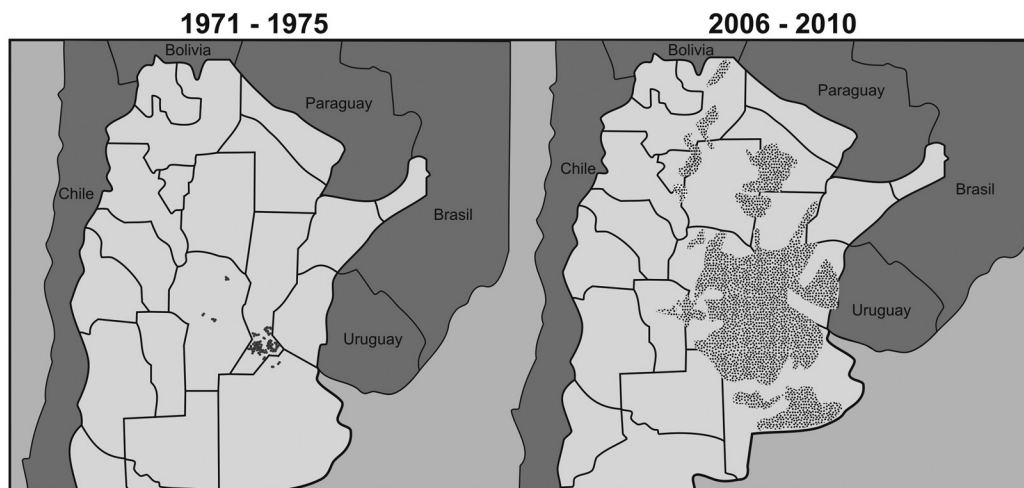 1971 - 1975
Bolivia
Paraguay
Chile
Brasil
Uruguay
2006 - 2010
Bolivia
Paraguay
Chile
Brasil
Uruguay